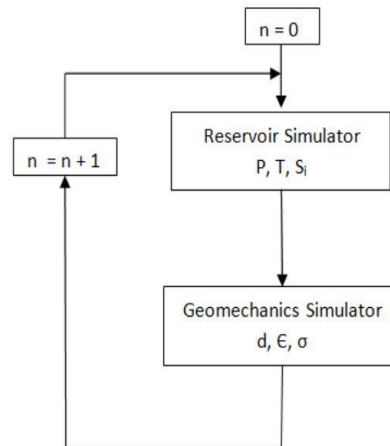 n = 0
n = n + 1
Reservoir Simulator
P, T, Sᵢ
Geomechanics Simulator
d, Є, σ